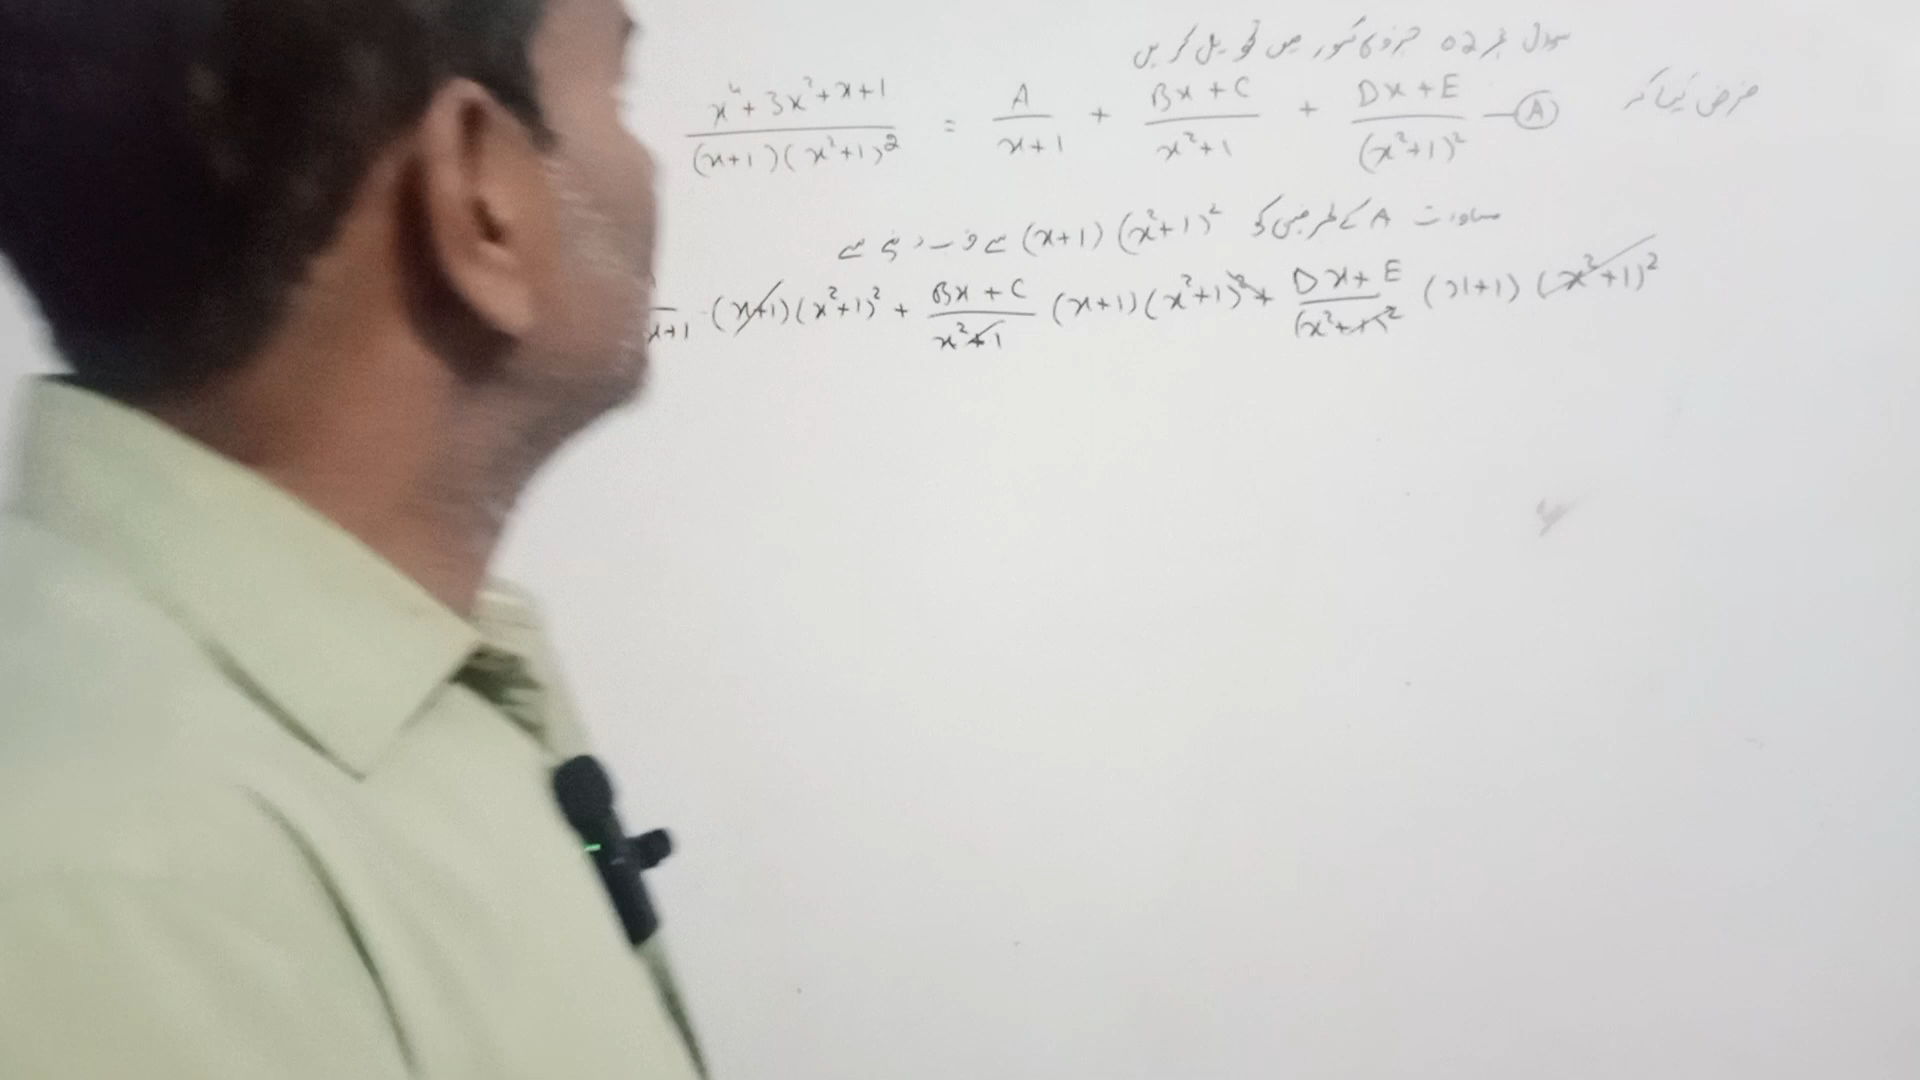 سوال نمبر 02 جزوی کسور میں تحویل کریں
فرض کیا کہ x⁴+3x²+x+1/(x+1)(x²+1)² = A/x+1 + Bx+C/x²+1 + Dx+E/(x²+1)² — Ⓐ
مساوات A کے طرفین کو (x+1)(x²+1)² سے ضرب دینے سے
x+1 · (x+1)(x²+1)² + Bx+C/x²+1 (x+1)(x²+1)² + Dx+E/(x²+1)² (x+1)(x²+1)²